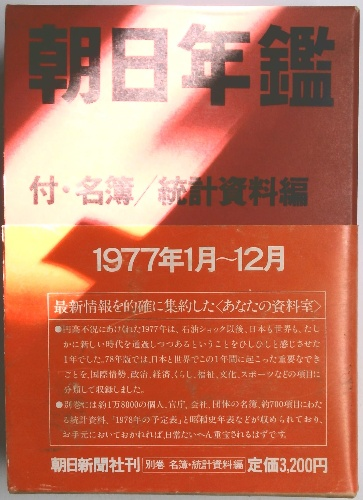 朝日年鑑
付・名簿/統計資料編
1977年1月〜12月
最新情報を的確に集約した〈あなたの資料室〉
●円高不況にあけくれた1977年は、石油ショック以後、日本も世界も、たし
かに新しい時代を通過しつつあるということをひしひしと感じさせた
1年でした。78年版では、日本と世界でこの1年間に起こった重要なでき
ごとを、国際情勢、政治、経済、くらし、福祉、文化、スポーツなどの項目に
分類して収録しました。
●別巻には約1万8000の個人、官庁、会社、団体の名簿、約700項目にわた
る統計資料、「1978年の予定表」と昭和史年表などが収められており、
お手元においておかれれば、日常たいへん重宝されるはずです。
朝日新聞社刊
別巻 名簿・統計資料編
定価3,200円